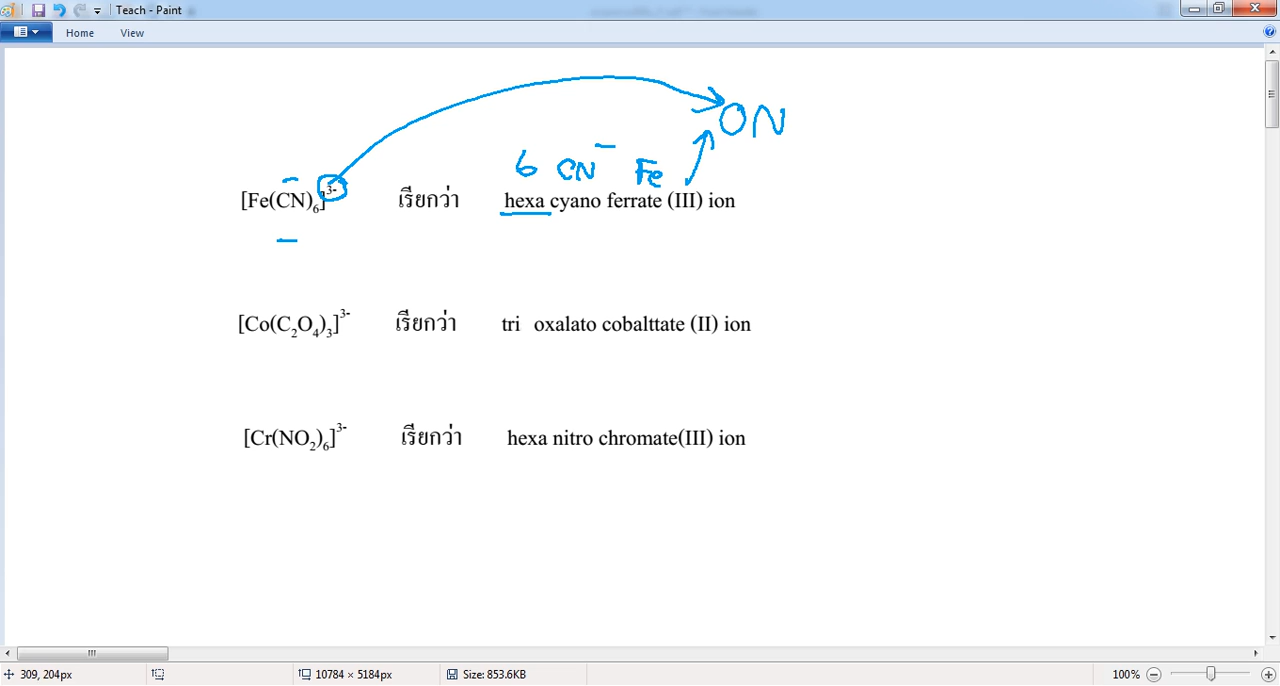 Teach - Paint
Home View
ON
6 CN⁻ Fe
[Fe(CN)₆]³⁻ เรียกว่า hexa cyano ferrate (III) ion
[Co(C₂O₄)₃]³⁻ เรียกว่า tri oxalato cobalttate (II) ion
[Cr(NO₂)₆]³⁻ เรียกว่า hexa nitro chromate(III) ion
309, 204px 10784 × 5184px Size: 853.6KB 100%